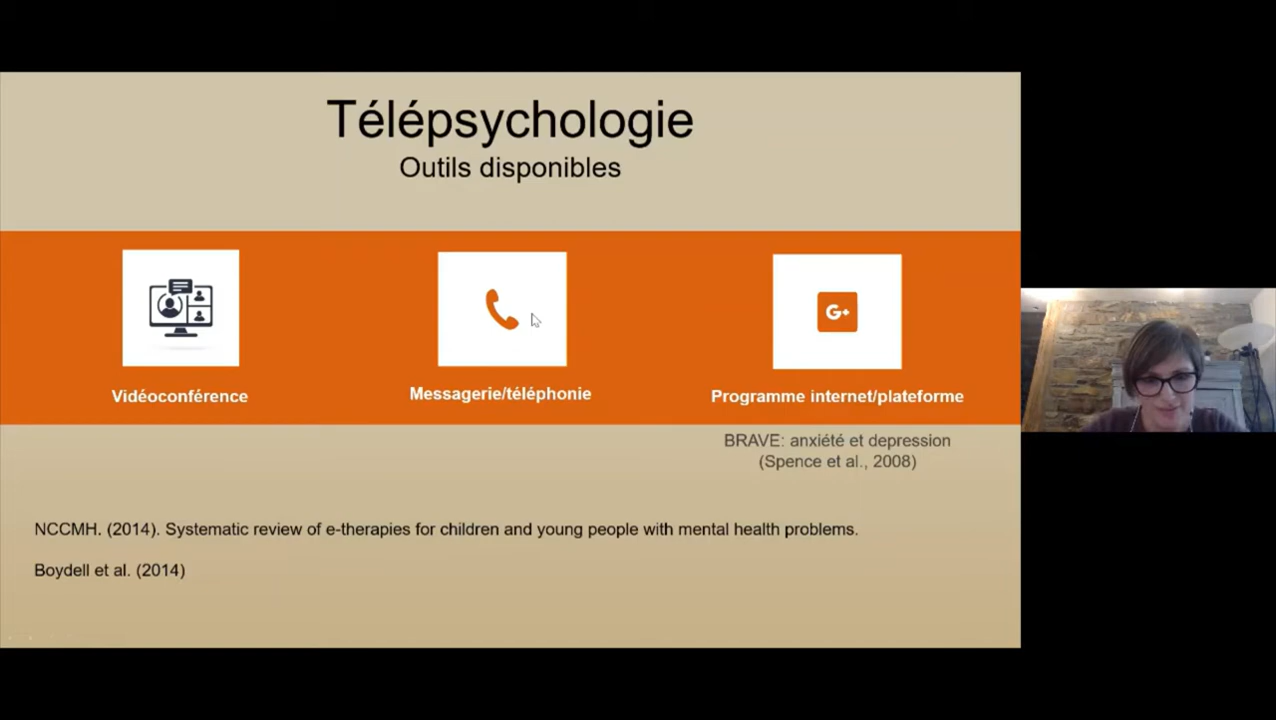 Télépsychologie
Outils disponibles
G+
Vidéoconférence
Messagerie/téléphonie
Programme internet/plateforme
BRAVE: anxiété et depression
(Spence et al., 2008)
NCCMH. (2014). Systematic review of e-therapies for children and young people with mental health problems.
Boydell et al. (2014)